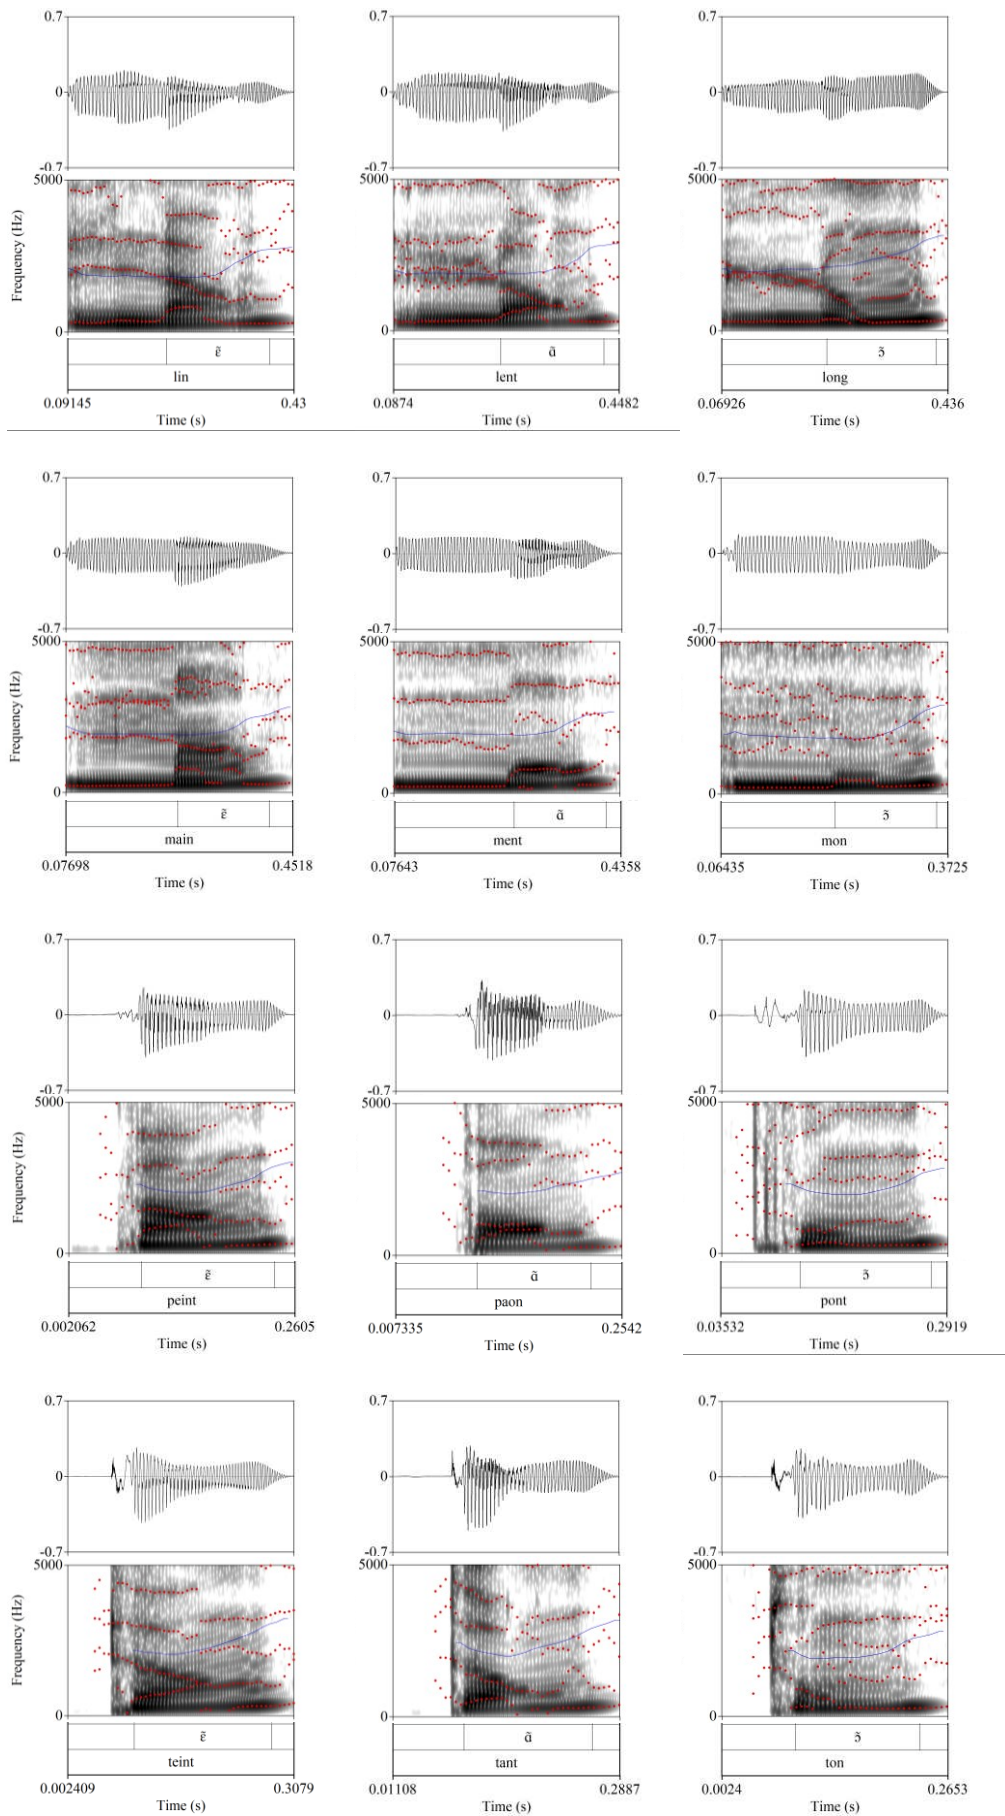 0.7 0.7 0.7
0 0 0
-0.7 -0.7 -0.7
5000 5000 5000
Frequency (Hz)
0 0 0
ɛ̃ ɑ̃ ɔ̃
lin lent long
0.09145 0.43 0.0874 0.4482 0.06926 0.436
Time (s) Time (s) Time (s)
0.7 0.7 0.7
0 0 0
-0.7 -0.7 -0.7
5000 5000 5000
Frequency (Hz)
0 0 0
ɛ̃ ɑ̃ ɔ̃
main ment mon
0.07698 0.4518 0.07643 0.4358 0.06435 0.3725
Time (s) Time (s) Time (s)
0.7 0.7 0.7
0 0 0
-0.7 -0.7 -0.7
5000 5000 5000
Frequency (Hz)
0 0 0
ɛ̃ ɑ̃ ɔ̃
peint paon pont
0.002062 0.2605 0.007335 0.2542 0.03532 0.2919
Time (s) Time (s) Time (s)
0.7 0.7 0.7
0 0 0
-0.7 -0.7 -0.7
5000 5000 5000
Frequency (Hz)
0 0 0
ɛ̃ ɑ̃ ɔ̃
teint tant ton
0.002409 0.3079 0.01108 0.2887 0.0024 0.2653
Time (s) Time (s) Time (s)